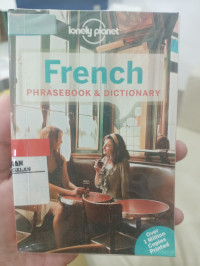 lonely planet
French
PHRASEBOOK & DICTIONARY
Over
1 Million
Copies
Printed